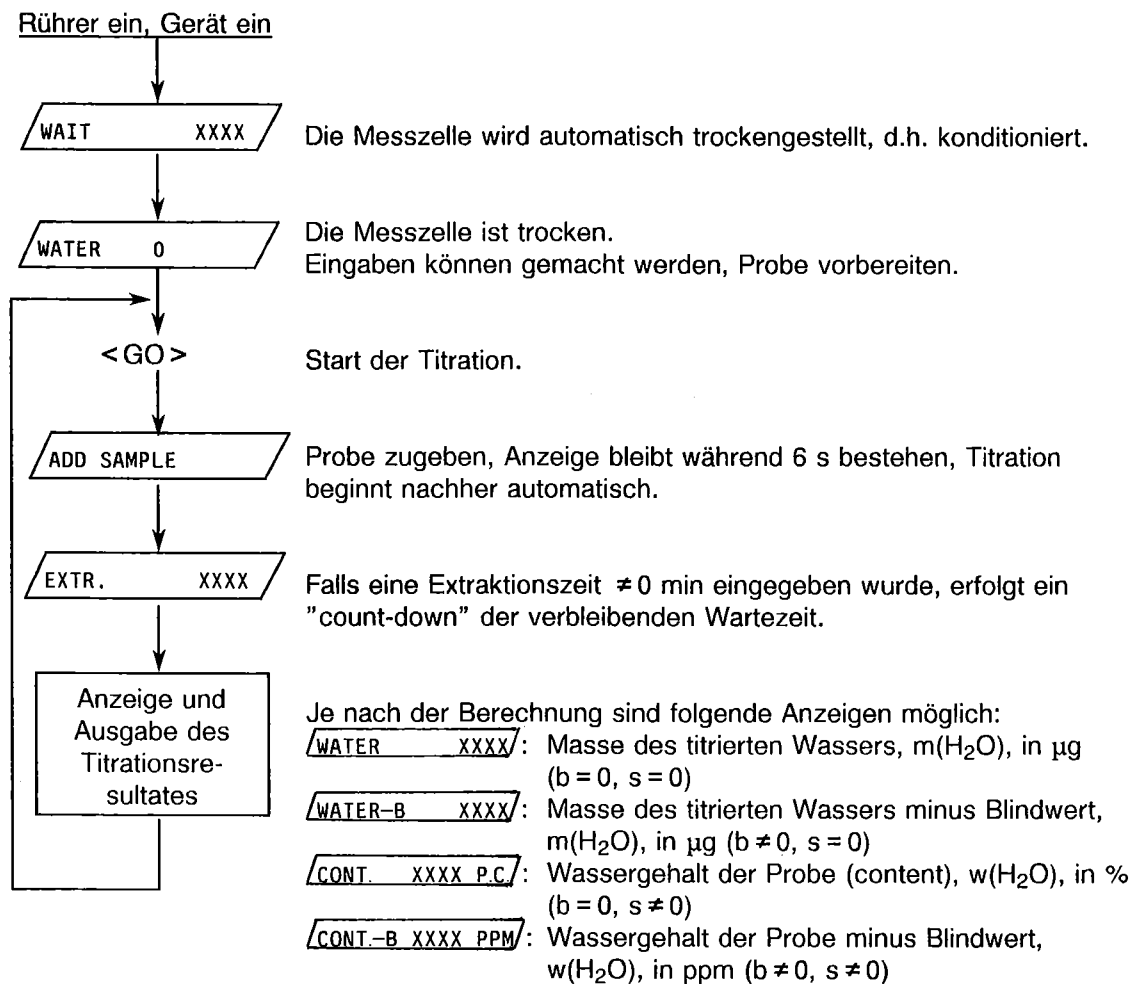 Rührer ein, Gerät ein
WAIT XXXX
Die Messzelle wird automatisch trockengestellt, d.h. konditioniert.
WATER 0
Die Messzelle ist trocken.
Eingaben können gemacht werden, Probe vorbereiten.
<GO>
Start der Titration.
ADD SAMPLE
Probe zugeben, Anzeige bleibt während 6 s bestehen, Titration
beginnt nachher automatisch.
EXTR. XXXX
Falls eine Extraktionszeit ≠ 0 min eingegeben wurde, erfolgt ein
"count-down" der verbleibenden Wartezeit.
Anzeige und
Ausgabe des
Titrationsre-
sultates
Je nach der Berechnung sind folgende Anzeigen möglich:
WATER XXXX: Masse des titrierten Wassers, m(H₂O), in µg
(b = 0, s = 0)
WATER-B XXXX: Masse des titrierten Wassers minus Blindwert,
m(H₂O), in µg (b ≠ 0, s = 0)
CONT. XXXX P.C.: Wassergehalt der Probe (content), w(H₂O), in %
(b = 0, s ≠ 0)
CONT.-B XXXX PPM: Wassergehalt der Probe minus Blindwert,
w(H₂O), in ppm (b ≠ 0, s ≠ 0)